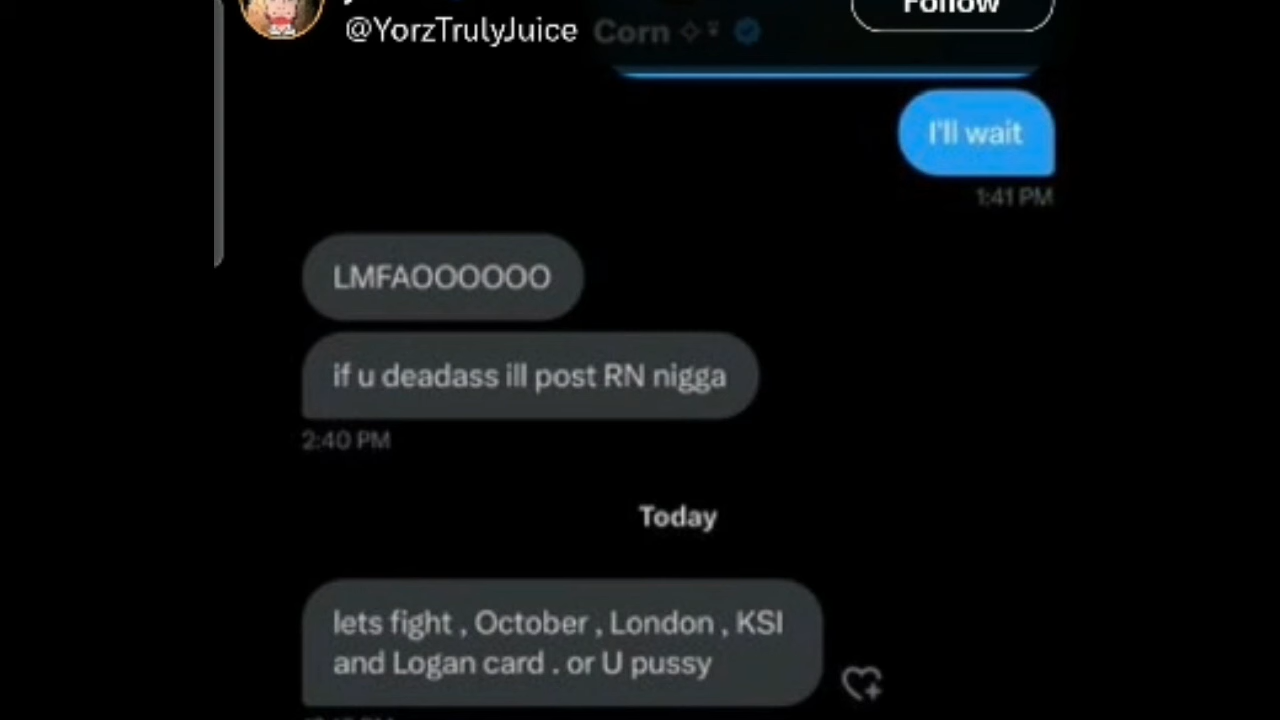 Follow
@YorzTrulyJuice
Corn
I'll wait
1:41 PM
LMFAOOOOOO
if u deadass ill post RN nigga
2:40 PM
Today
lets fight , October , London , KSI
and Logan card . or U pussy